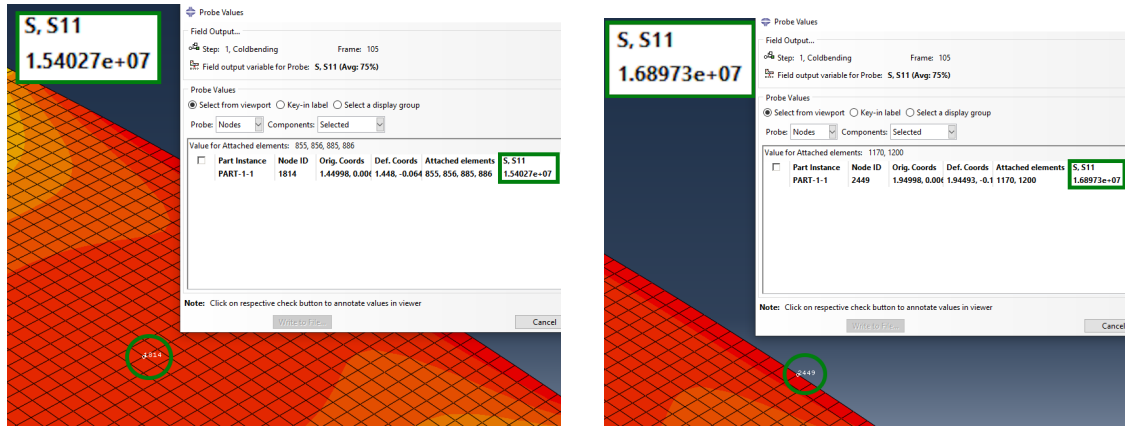 S, S11
1.54027e+07
Probe Values
Field Output...
Step: 1, Coldbending Frame: 105
Field output variable for Probe: S, S11 (Avg: 75%)
Probe Values
Select from viewport Key-in label Select a display group
Probe: Nodes Components: Selected
Value for Attached elements: 855, 856, 885, 886
Part Instance Node ID Orig. Coords Def. Coords Attached elements S, S11
PART-1-1 1814 1.44998, 0.006 1.448, -0.064 855, 856, 885, 886 1.54027e+07
Note: Click on respective check button to annotate values in viewer
Write to File...
Cancel
1814
S, S11
1.68973e+07
Probe Values
Field Output...
Step: 1, Coldbending Frame: 105
Field output variable for Probe: S, S11 (Avg: 75%)
Probe Values
Select from viewport Key-in label Select a display group
Probe: Nodes Components: Selected
Value for Attached elements: 1170, 1200
Part Instance Node ID Orig. Coords Def. Coords Attached elements S, S11
PART-1-1 2449 1.94998, 0.006 1.94493, -0.1 1170, 1200 1.68973e+07
Note: Click on respective check button to annotate values in viewer
Write to File...
Cancel
2449